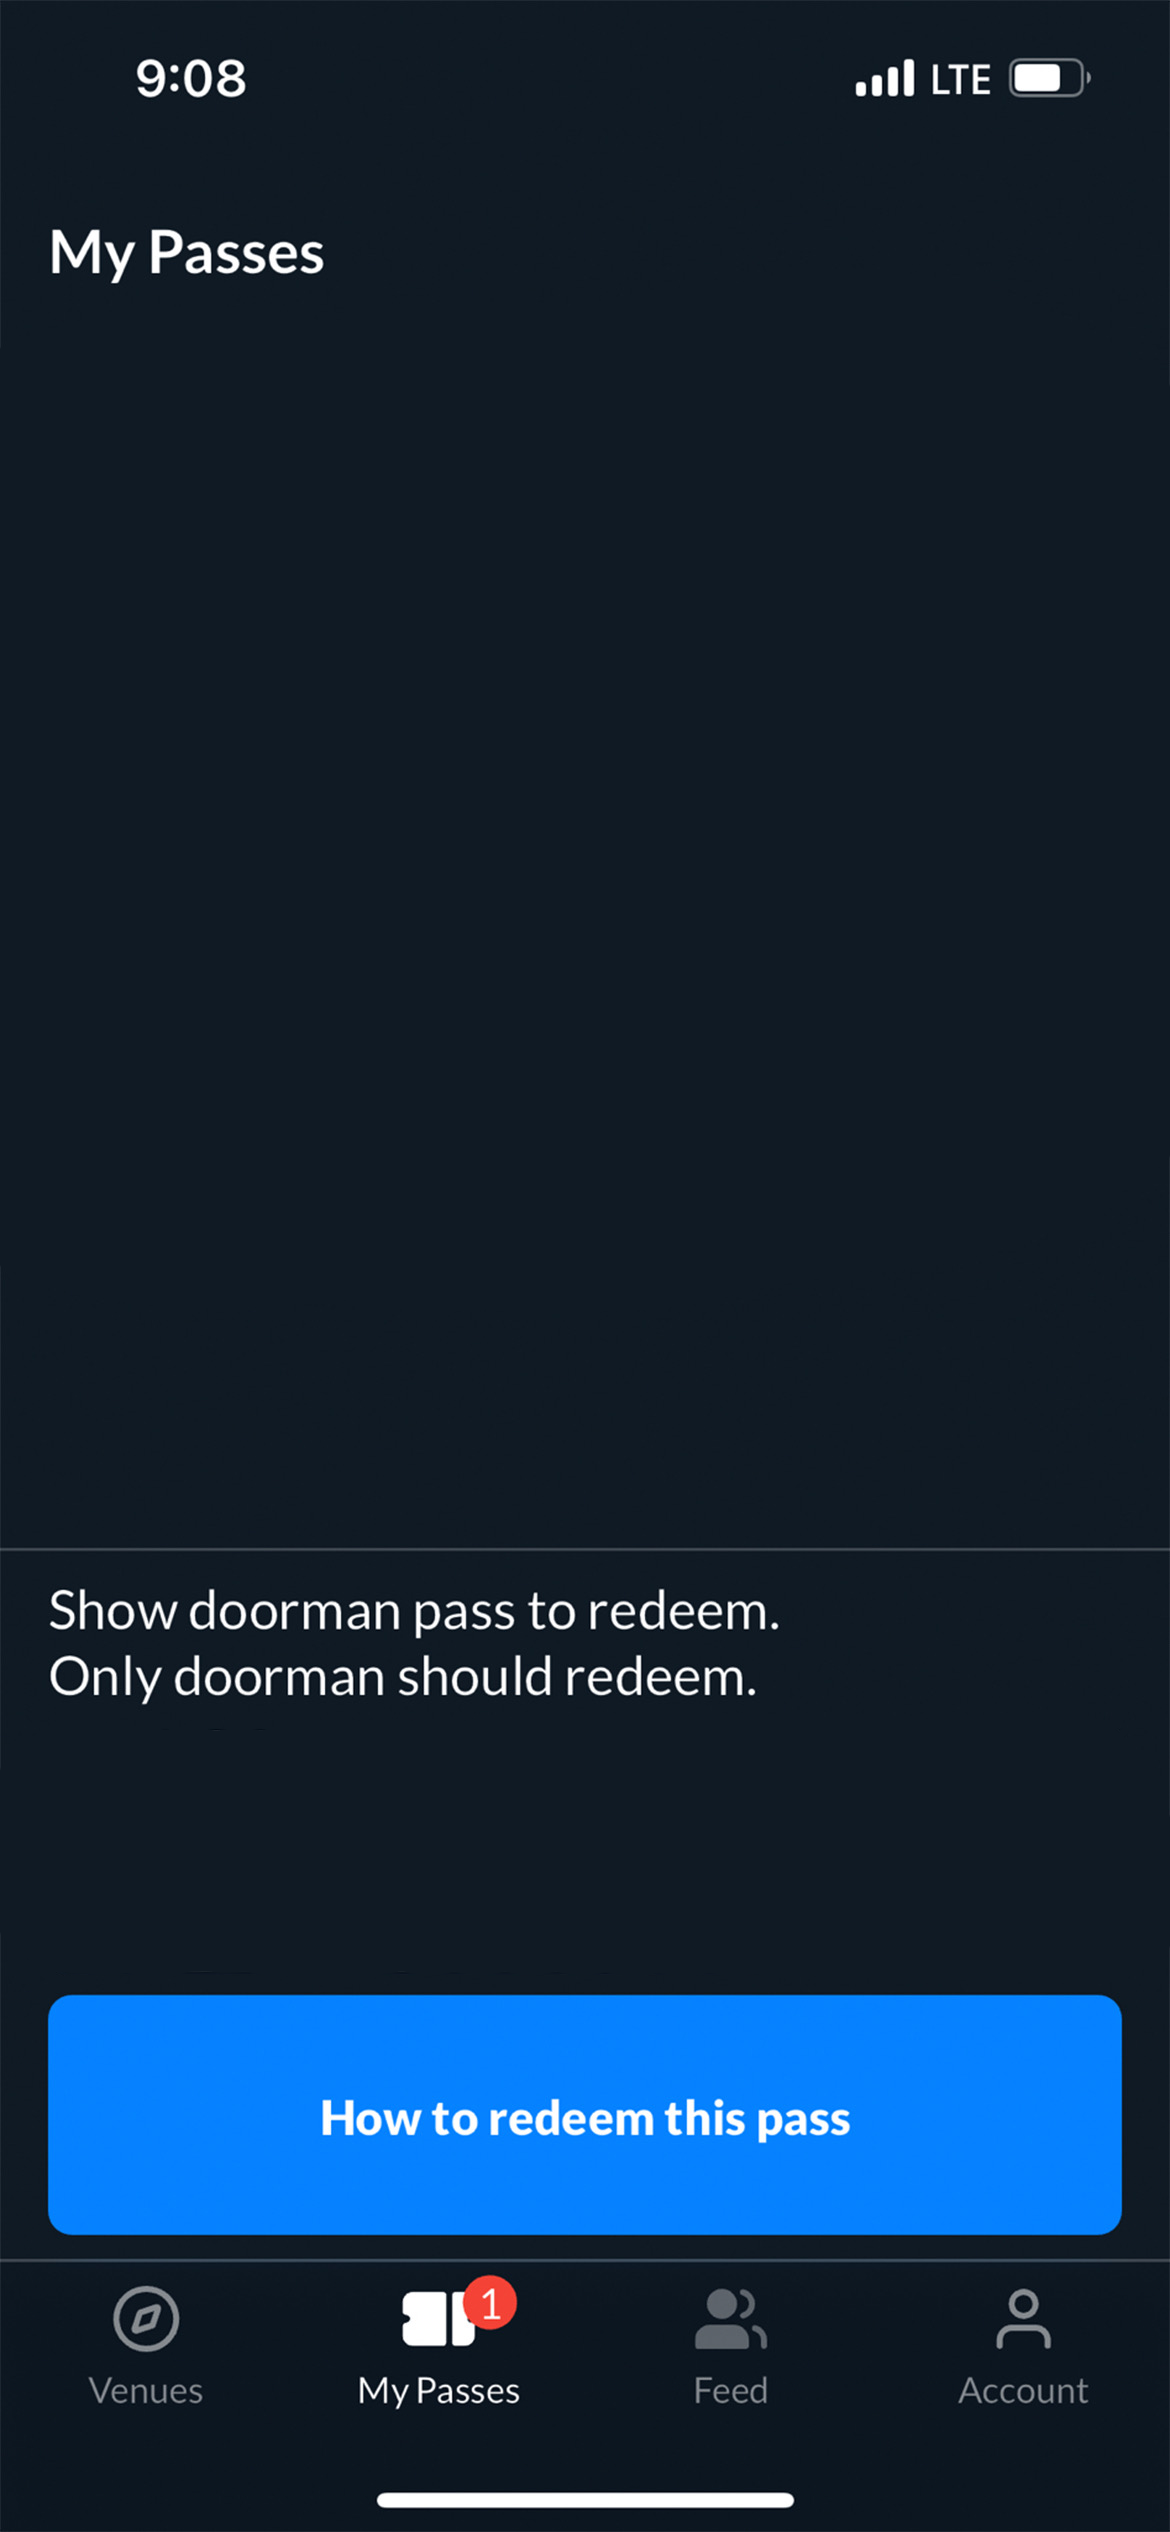 9:08
LTE
My Passes
Show doorman pass to redeem.
Only doorman should redeem.
How to redeem this pass
1
Venues
My Passes
Feed
Account